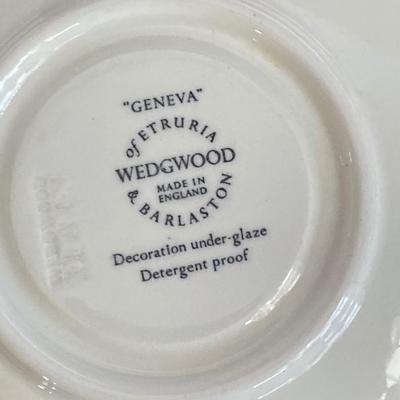 "GENEVA"
of ETRURIA
WEDGWOOD
MADE IN
ENGLAND
& BARLASTON
Decoration under-glaze
Detergent proof